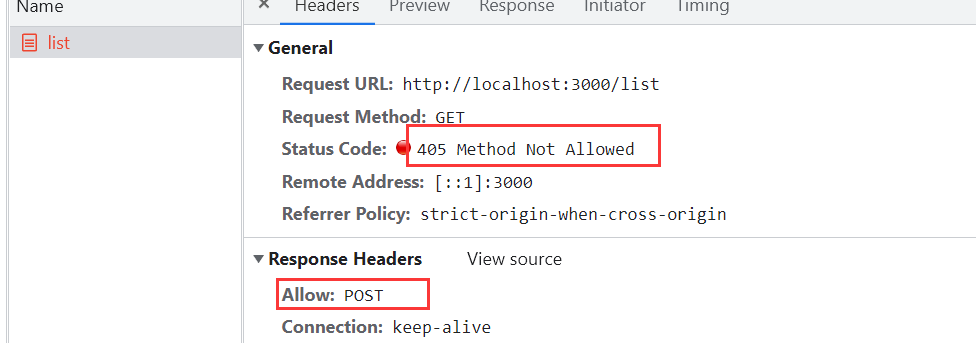 Name
× Headers Preview Response Initiator Timing
list
General
Request URL: http://localhost:3000/list
Request Method: GET
Status Code: 405 Method Not Allowed
Remote Address: [::1]:3000
Referrer Policy: strict-origin-when-cross-origin
Response Headers View source
Allow: POST
Connection: keep-alive